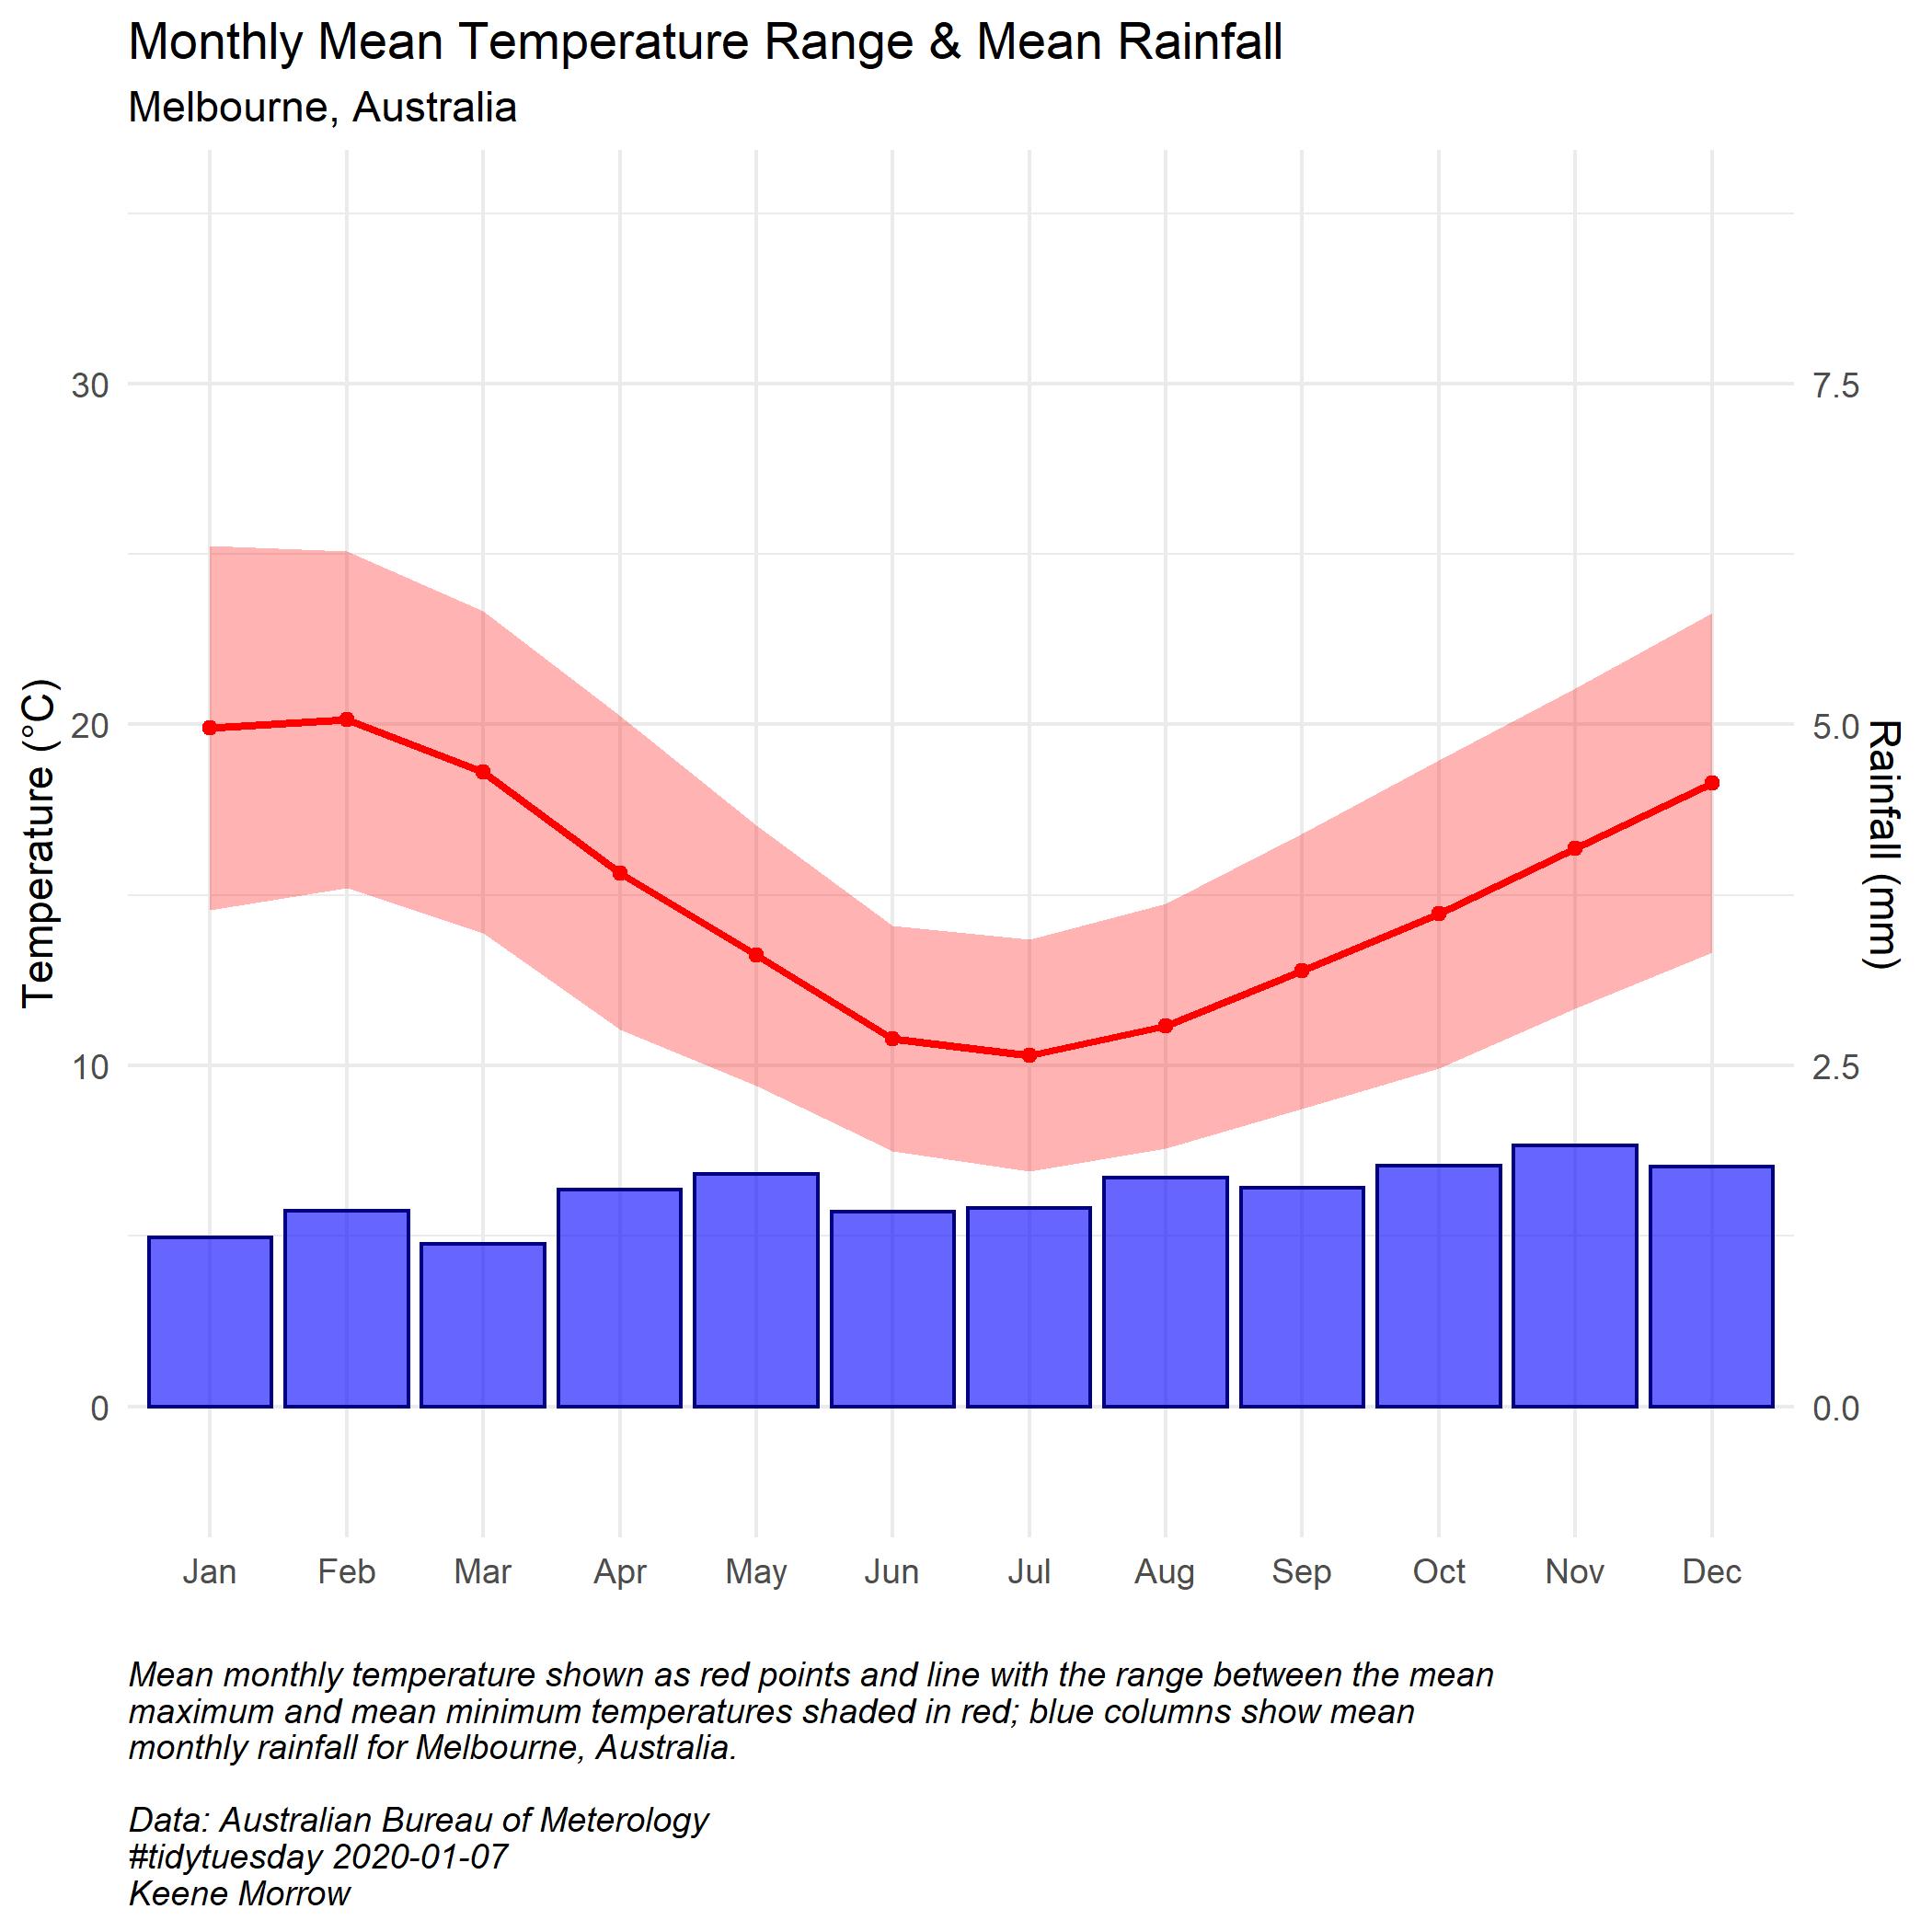 Monthly Mean Temperature Range & Mean Rainfall
Melbourne, Australia
Temperature (°C)
30
20
10
0
7.5
5.0
2.5
0.0
Rainfall (mm)
Jan Feb Mar Apr May Jun Jul Aug Sep Oct Nov Dec
Mean monthly temperature shown as red points and line with the range between the mean
maximum and mean minimum temperatures shaded in red; blue columns show mean
monthly rainfall for Melbourne, Australia.
Data: Australian Bureau of Meterology
#tidytuesday 2020-01-07
Keene Morrow